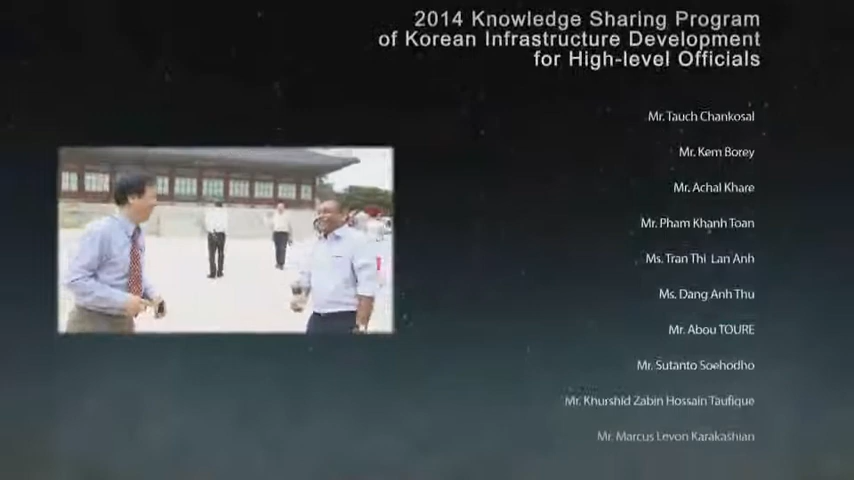 2014 Knowledge Sharing Program
of Korean Infrastructure Development
for High-level Officials
Mr. Tauch Chankosal
Mr. Kem Borey
Mr. Achal Khare
Mr. Pham Khanh Toan
Ms. Tran Thi Lan Anh
Ms. Dang Anh Thu
Mr. Abou TOURE
Mr. Sutanto Soehodho
Mr. Khurshid Zabin Hossain Taufique
Mr. Marcus Levon Karakashian